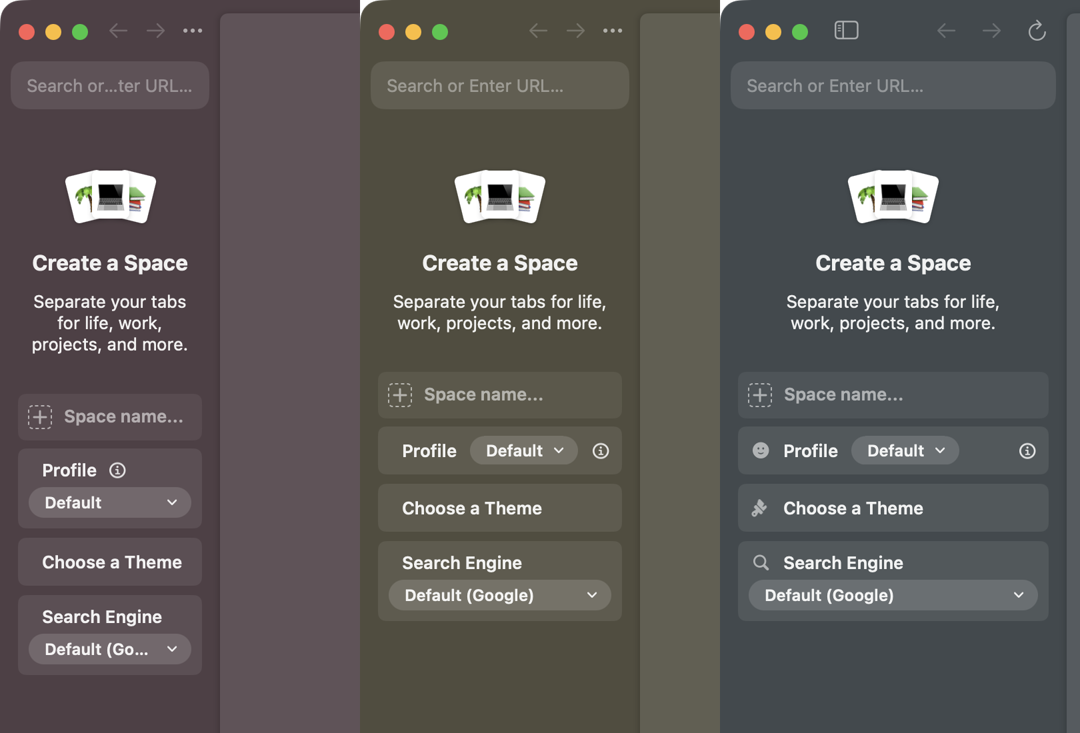 Search or...ter URL...
Create a Space
Separate your tabs
for life, work,
projects, and more.
Space name...
Profile
Default
Choose a Theme
Search Engine
Default (Go...
Search or Enter URL...
Create a Space
Separate your tabs for life,
work, projects, and more.
Space name...
Profile Default
Choose a Theme
Search Engine
Default (Google)
Search or Enter URL...
Create a Space
Separate your tabs for life,
work, projects, and more.
Space name...
Profile Default
Choose a Theme
Search Engine
Default (Google)